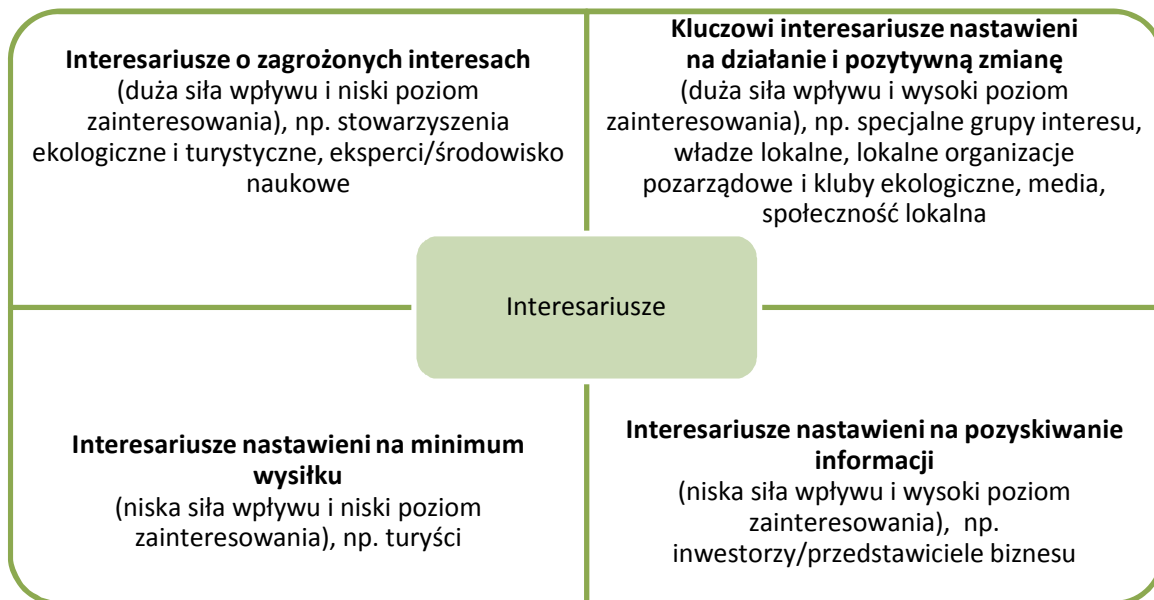 Interesariusze o zagrożonych interesach
(duża siła wpływu i niski poziom
zainteresowania), np. stowarzyszenia
ekologiczne i turystyczne, eksperci/środowisko
naukowe
Kluczowi interesariusze nastawieni
na działanie i pozytywną zmianę
(duża siła wpływu i wysoki poziom
zainteresowania), np. specjalne grupy interesu,
władze lokalne, lokalne organizacje
pozarządowe i kluby ekologiczne, media,
społeczność lokalna
Interesariusze
Interesariusze nastawieni na minimum
wysiłku
(niska siła wpływu i niski poziom
zainteresowania), np. turyści
Interesariusze nastawieni na pozyskiwanie
informacji
(niska siła wpływu i wysoki poziom
zainteresowania), np.
inwestorzy/przedstawiciele biznesu